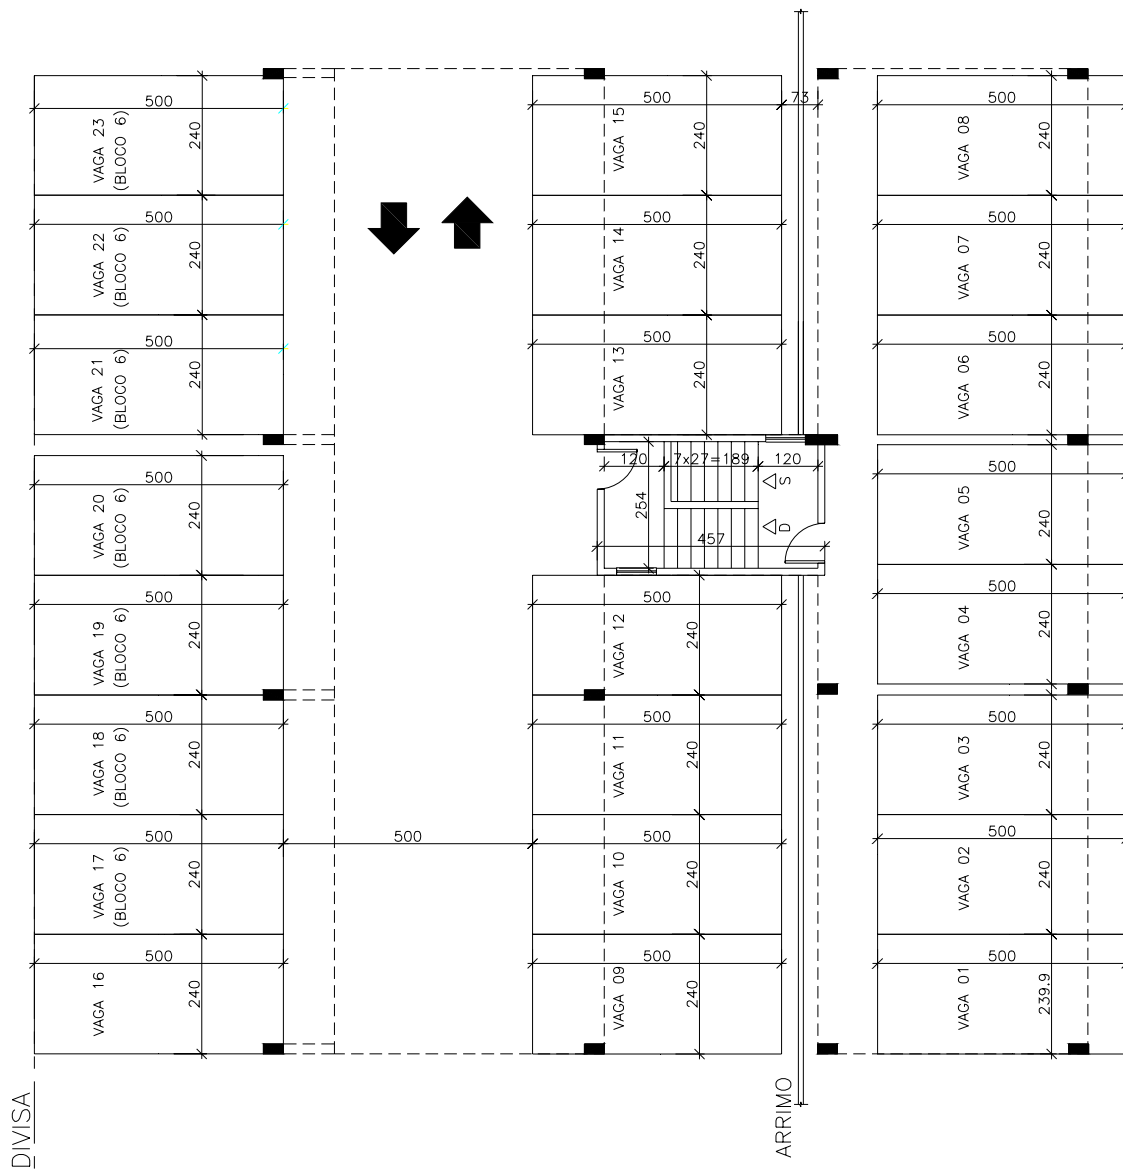 500
240
VAGA 23
(BLOCO 6)
500
240
VAGA 22
(BLOCO 6)
500
240
VAGA 21
(BLOCO 6)
500
240
VAGA 20
(BLOCO 6)
500
240
VAGA 19
(BLOCO 6)
500
240
VAGA 18
(BLOCO 6)
500
240
VAGA 17
(BLOCO 6)
500
240
VAGA 16
DIVISA
500
500
73
240
VAGA 15
500
240
VAGA 14
500
240
VAGA 13
120
7x27=189
120
S
254
D
457
500
240
VAGA 12
500
240
VAGA 11
500
240
VAGA 10
500
240
VAGA 09
ARRIMO
500
240
VAGA 08
500
240
VAGA 07
500
240
VAGA 06
500
240
VAGA 05
500
240
VAGA 04
500
240
VAGA 03
500
240
VAGA 02
500
239.9
VAGA 01